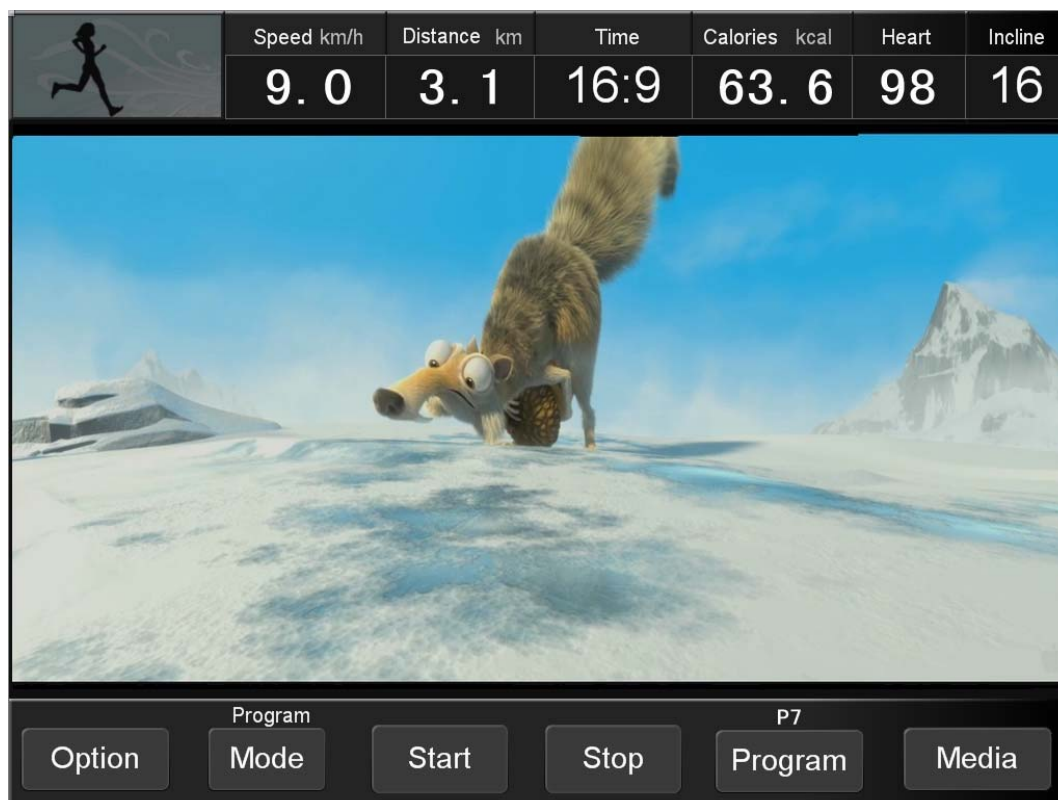 Speed km/h Distance km Time Calories kcal Heart Incline
9. 0 3. 1 16:9 63. 6 98 16
Program P7
Option Mode Start Stop Program Media